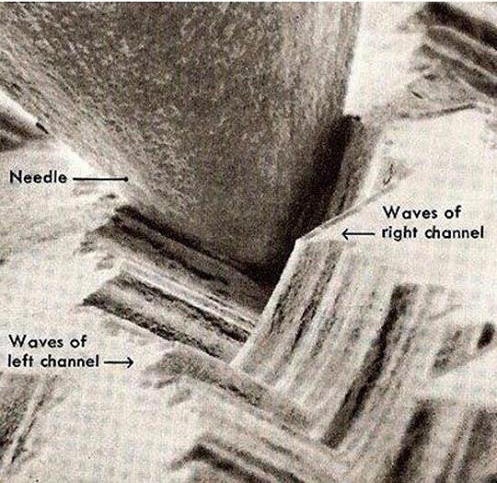 Needle
Waves of
right channel
Waves of
left channel